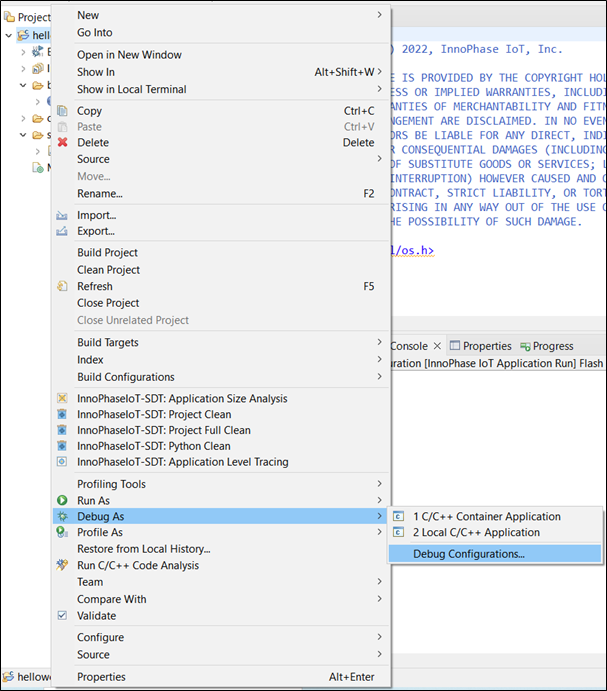 Project
New
hello
Go Into
) 2022, InnoPhase IoT, Inc.
Open in New Window
Show In Alt+Shift+W
E IS PROVIDED BY THE COPYRIGHT HOL
Show in Local Terminal
ESS OR IMPLIED WARRANTIES, INCLUDI
ANTIES OF MERCHANTABILITY AND FITN
Copy Ctrl+C
NGEMENT ARE DISCLAIMED. IN NO EVEN
Paste Ctrl+V
ORS BE LIABLE FOR ANY DIRECT, INDI
Delete Delete
R CONSEQUENTIAL DAMAGES (INCLUDING
Source
OF SUBSTITUTE GOODS OR SERVICES; L
Move...
INTERRUPTION) HOWEVER CAUSED AND O
Rename... F2
ONTRACT, STRICT LIABILITY, OR TORT
Import...
RISING IN ANY WAY OUT OF THE USE O
Export...
HE POSSIBILITY OF SUCH DAMAGE.
Build Project
l/os.h>
Clean Project
Refresh F5
Close Project
Close Unrelated Project
Build Targets
Console Properties Progress
Index
uration [InnoPhase IoT Application Run] Flash
Build Configurations
InnoPhaseIoT-SDT: Application Size Analysis
InnoPhaseIoT-SDT: Project Clean
InnoPhaseIoT-SDT: Project Full Clean
InnoPhaseIoT-SDT: Python Clean
InnoPhaseIoT-SDT: Application Level Tracing
Profiling Tools
Run As
Debug As
1 C/C++ Container Application
Profile As
2 Local C/C++ Application
Restore from Local History...
Debug Configurations...
Run C/C++ Code Analysis
Team
Compare With
Validate
Configure
Source
hellowo
Properties Alt+Enter